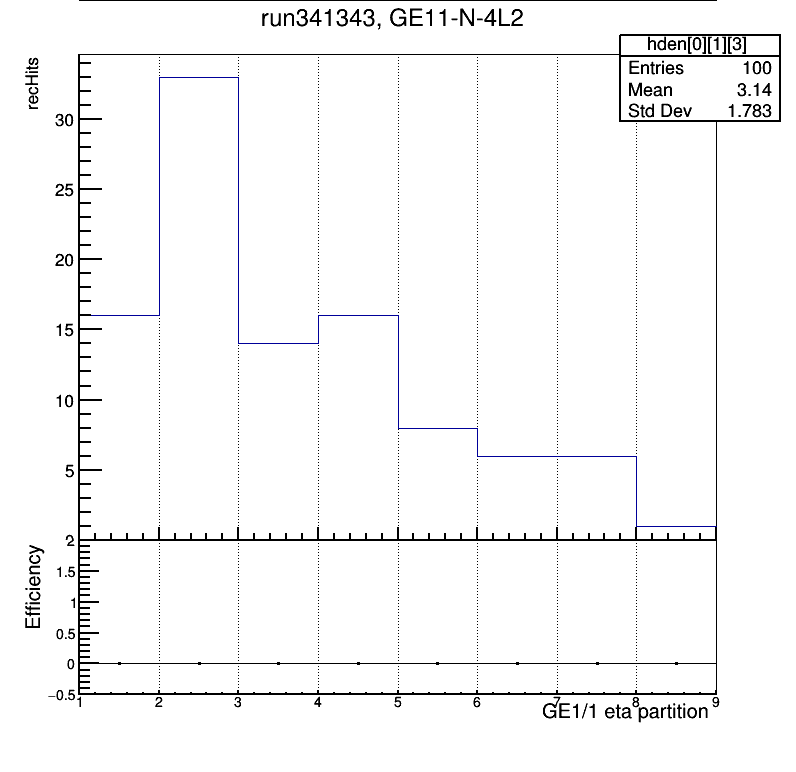 run341343, GE11-N-4L2
hden[0][1][3]
Entries 100
Mean 3.14
Std Dev 1.783
recHits
30
25
20
15
10
5
Efficiency
2
1.5
1
0.5
0
−0.5
1 2 3 4 5 6 7 8 9
GE1/1 eta partition